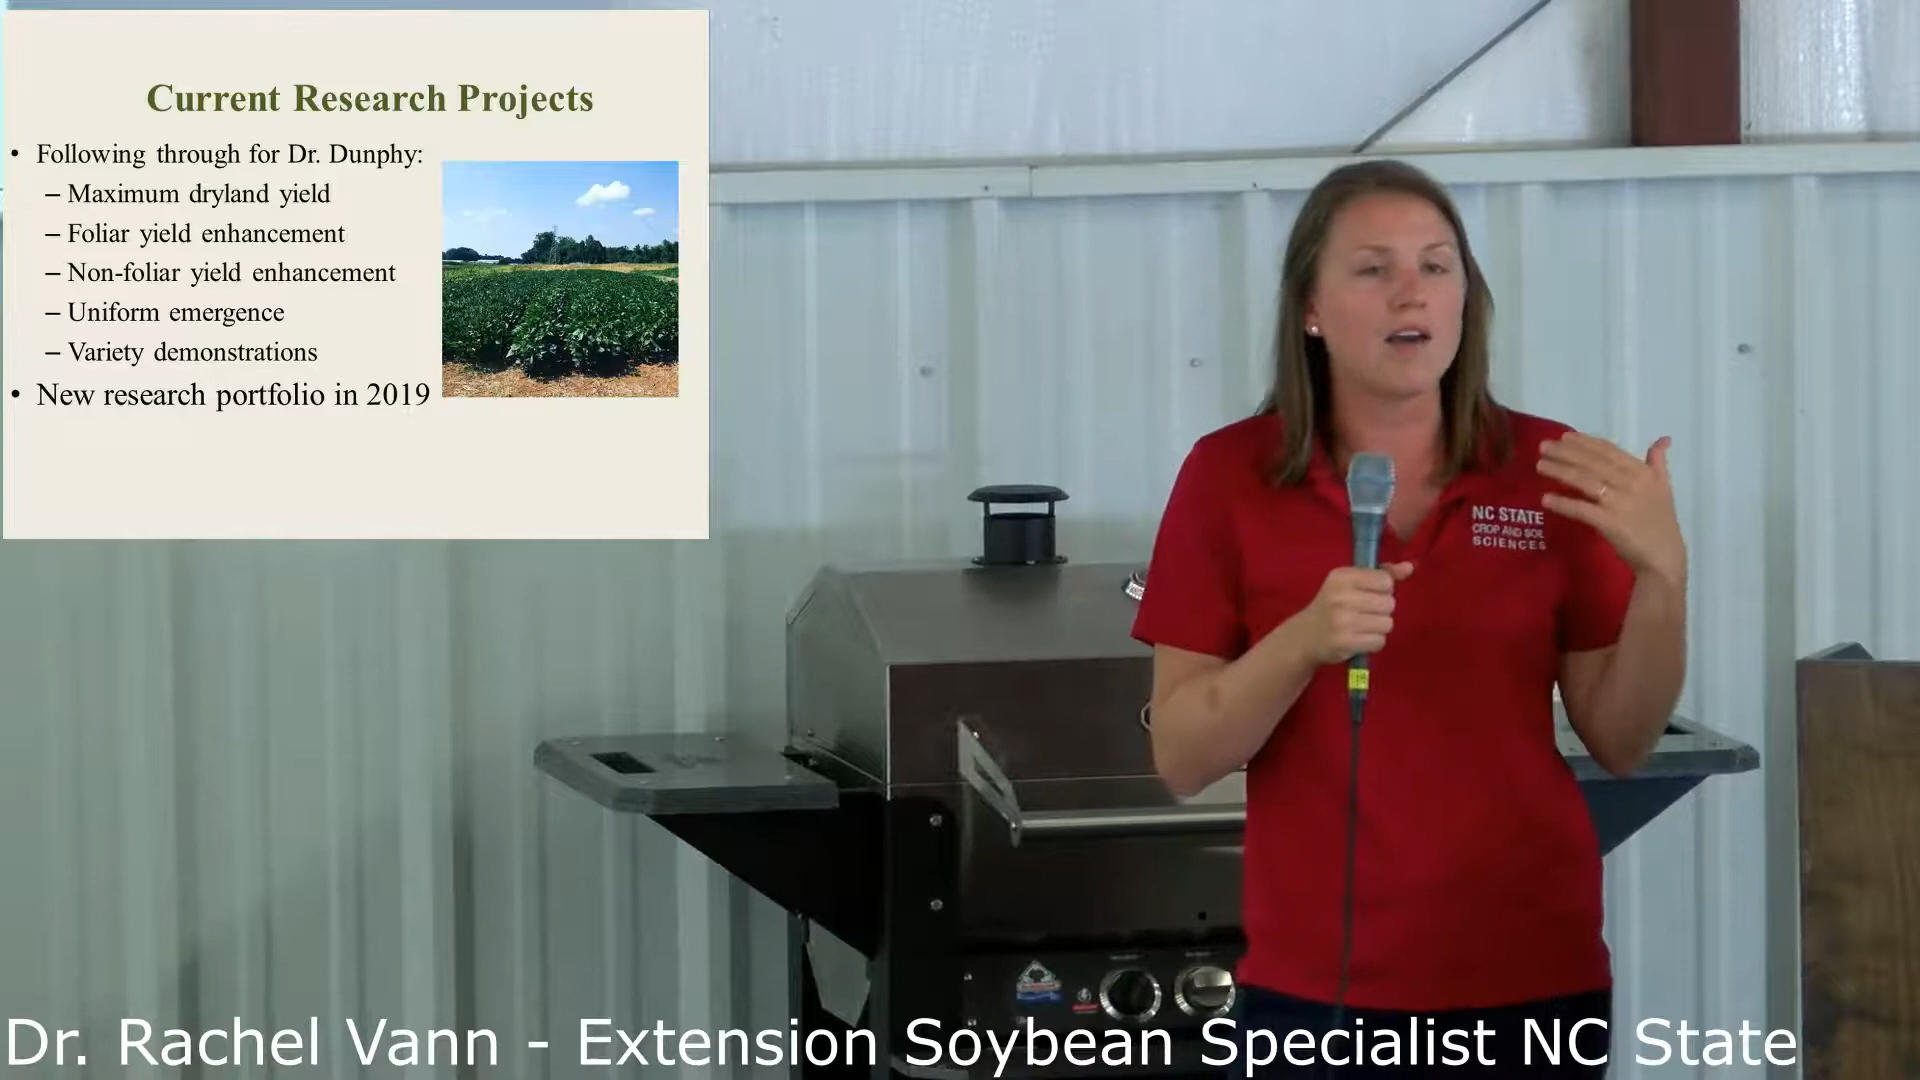 Current Research Projects
• Following through for Dr. Dunphy:
– Maximum dryland yield
– Foliar yield enhancement
– Non-foliar yield enhancement
– Uniform emergence
– Variety demonstrations
• New research portfolio in 2019
NC STATE
CROP AND SOIL
SCIENCES
Dr. Rachel Vann - Extension Soybean Specialist NC State